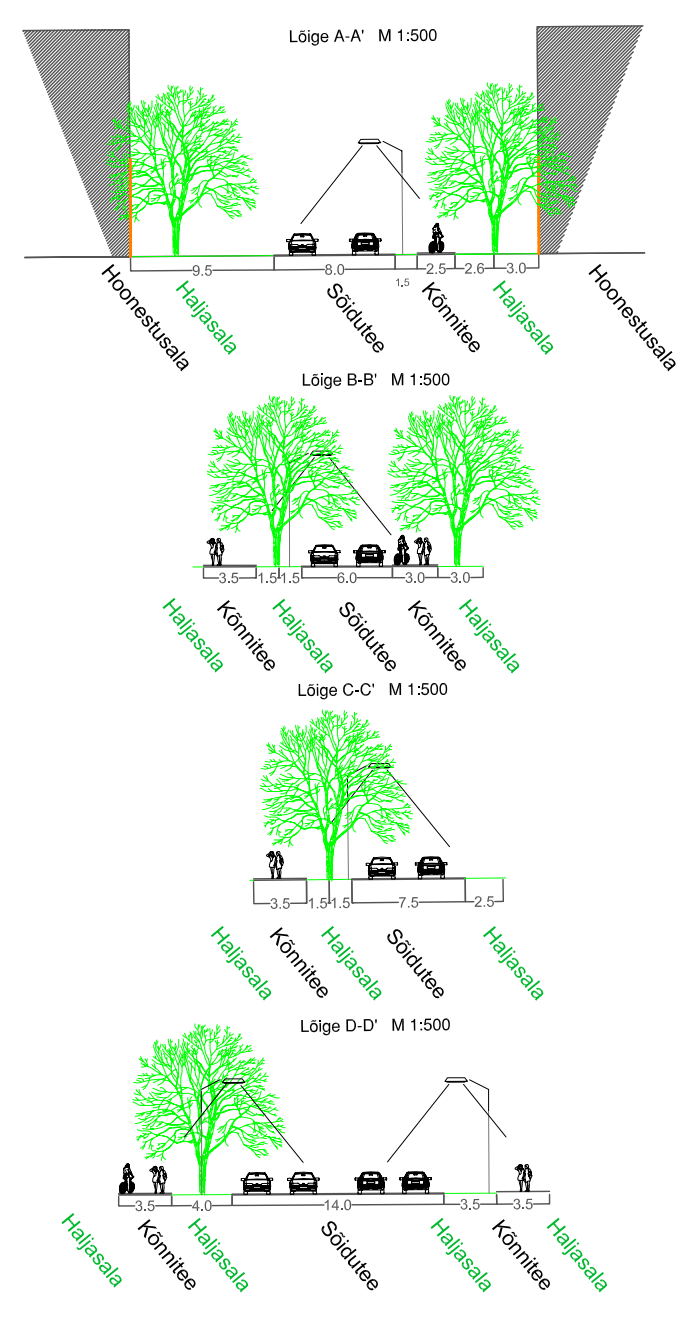 Lõige A-A' M 1:500
9.5 8.0 1.5 2.5 2.6 3.0
Hoonestusala Haljasala Sõidutee Kõnnitee Haljasala Hoonestusala
Lõige B-B' M 1:500
3.5 1.5 1.5 6.0 3.0 3.0
Haljasala Kõnnitee Haljasala Sõidutee Kõnnitee Haljasala
Lõige C-C' M 1:500
3.5 1.5 1.5 7.5 2.5
Haljasala Kõnnitee Haljasala Sõidutee Haljasala
Lõige D-D' M 1:500
3.5 4.0 14.0 3.5 3.5
Haljasala Kõnnitee Haljasala Sõidutee Haljasala Kõnnitee Haljasala